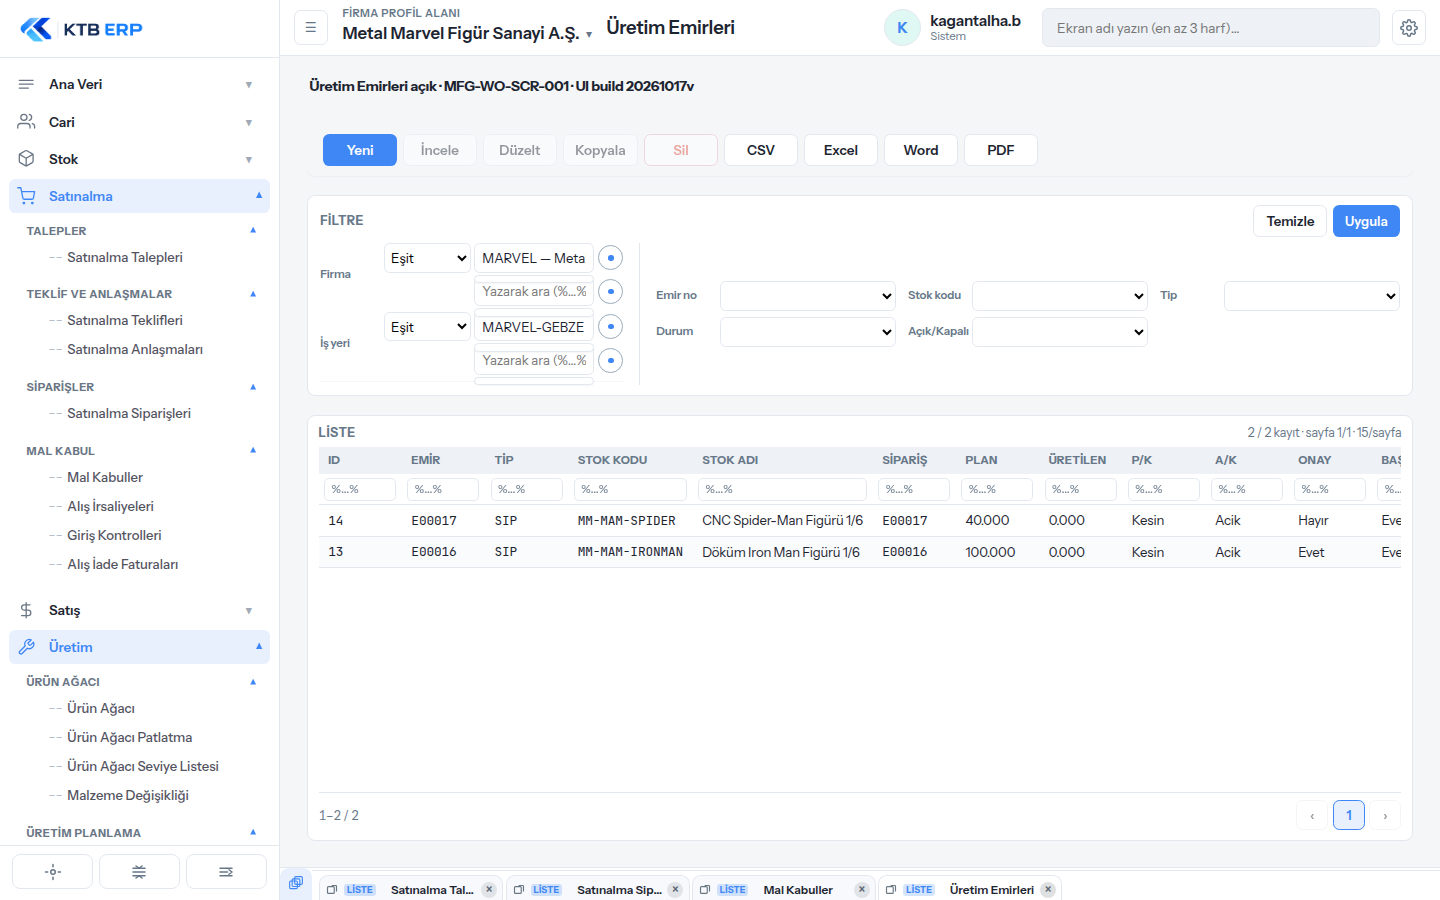 KTB ERP
Ana Veri
Cari
Stok
Satınalma
TALEPLER
Satınalma Talepleri
TEKLİF VE ANLAŞMALAR
Satınalma Teklifleri
Satınalma Anlaşmaları
SİPARİŞLER
Satınalma Siparişleri
MAL KABUL
Mal Kabuller
Alış İrsaliyeleri
Giriş Kontrolleri
Alış İade Faturaları
Satış
Üretim
ÜRÜN AĞACI
Ürün Ağacı
Ürün Ağacı Patlatma
Ürün Ağacı Seviye Listesi
Malzeme Değişikliği
ÜRETİM PLANLAMA
FİRMA PROFİL ALANI
Metal Marvel Figür Sanayi A.Ş. Üretim Emirleri
K kagantalha.b
Sistem
Ekran adı yazın (en az 3 harf)...
Üretim Emirleri açık · MFG-WO-SCR-001 · UI build 20261017v
Yeni İncele Düzelt Kopyala Sil CSV Excel Word PDF
FİLTRE Temizle Uygula
Firma Eşit MARVEL — Meta
Yazarak ara (%...%
İş yeri Eşit MARVEL-GEBZE
Yazarak ara (%...%
Emir no Stok kodu Tip
Durum Açık/Kapalı
LİSTE 2 / 2 kayıt · sayfa 1/1 · 15/sayfa
ID EMİR TİP STOK KODU STOK ADI SİPARİŞ PLAN ÜRETİLEN P/K A/K ONAY BAŞ
%...% %...% %...% %...% %...% %...% %...% %...% %...% %...% %...% %...
14 E00017 SIP MM-MAM-SPIDER CNC Spider-Man Figürü 1/6 E00017 40.000 0.000 Kesin Acik Hayır Eve
13 E00016 SIP MM-MAM-IRONMAN Döküm Iron Man Figürü 1/6 E00016 100.000 0.000 Kesin Acik Evet Eve
1–2 / 2 ‹ 1 ›
LİSTE Satınalma Tal... × LİSTE Satınalma Sip... × LİSTE Mal Kabuller × LİSTE Üretim Emirleri ×